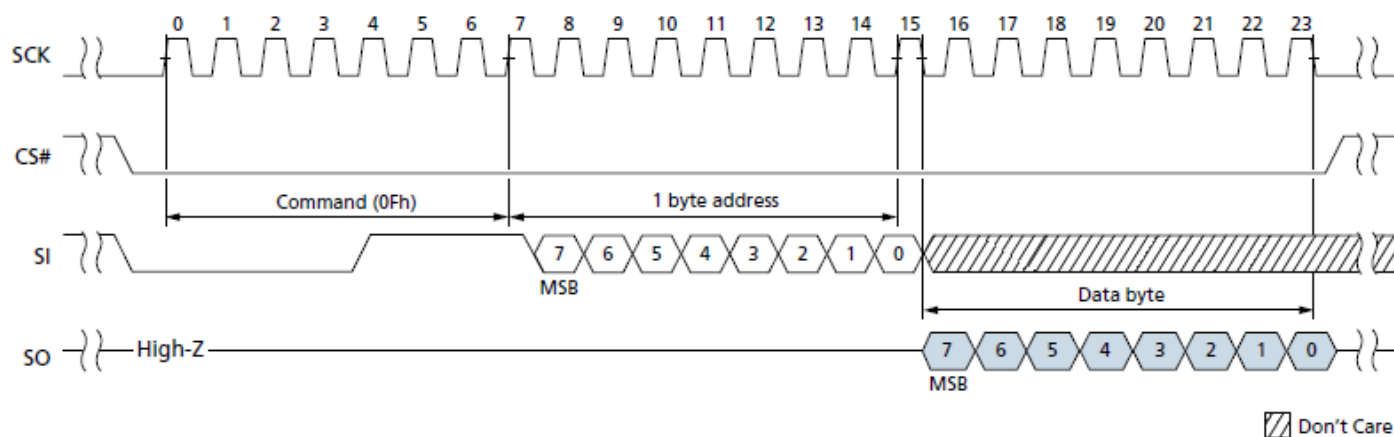 0 1 2 3 4 5 6 7 8 9 10 11 12 13 14 15 16 17 18 19 20 21 22 23
SCK
CS#
Command (0Fh) 1 byte address
SI 7 6 5 4 3 2 1 0
MSB
Data byte
SO High-Z 7 6 5 4 3 2 1 0
MSB
Don't Care